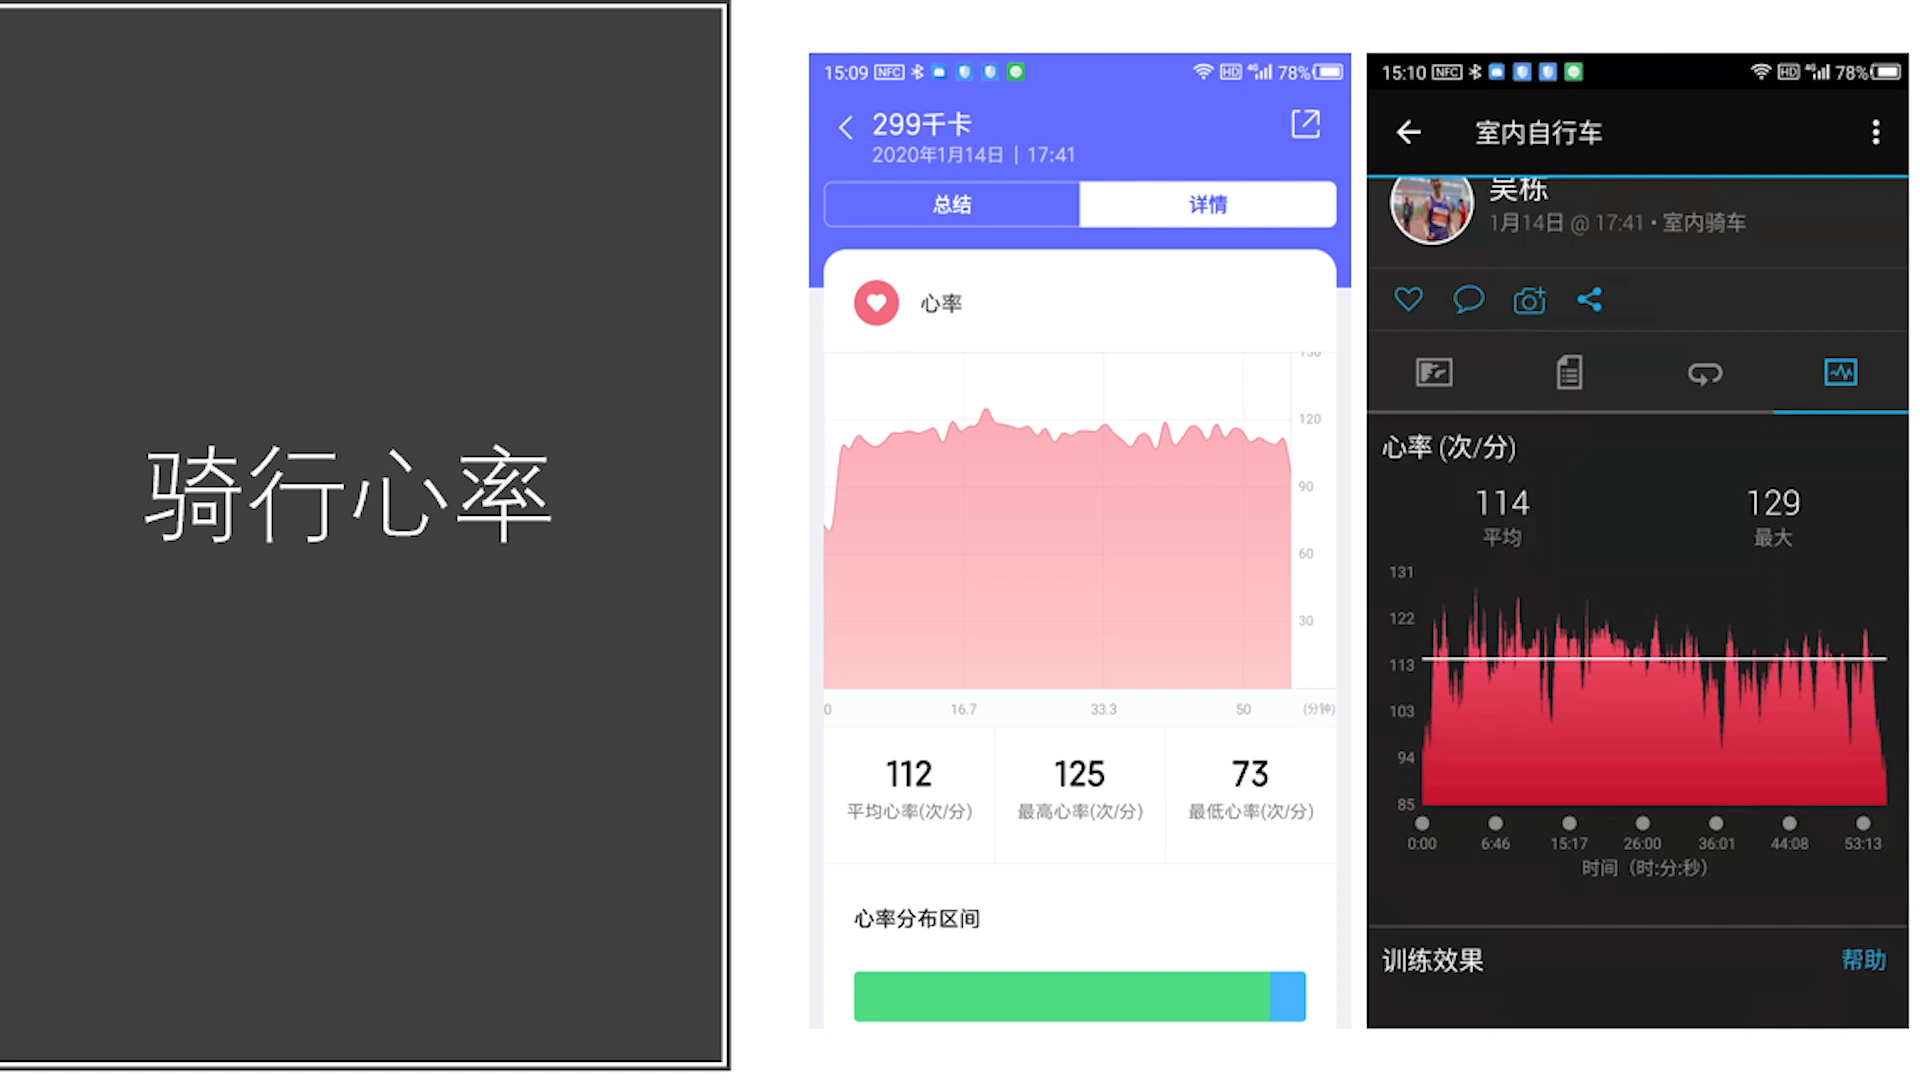 骑行心率
15:09 NFC HD 4G 78%
299千卡
2020年1月14日 | 17:41
总结 详情
心率
150
120
90
60
30
0 16.7 33.3 50 (分钟)
112 125 73
平均心率(次/分) 最高心率(次/分) 最低心率(次/分)
心率分布区间
15:10 NFC HD 4G 78%
室内自行车
吴栋
1月14日 @ 17:41 · 室内骑车
心率 (次/分)
114 129
平均 最大
131
122
113
103
94
85
0:00 6:46 15:17 26:00 36:01 44:08 53:13
时间（时:分:秒）
训练效果 帮助